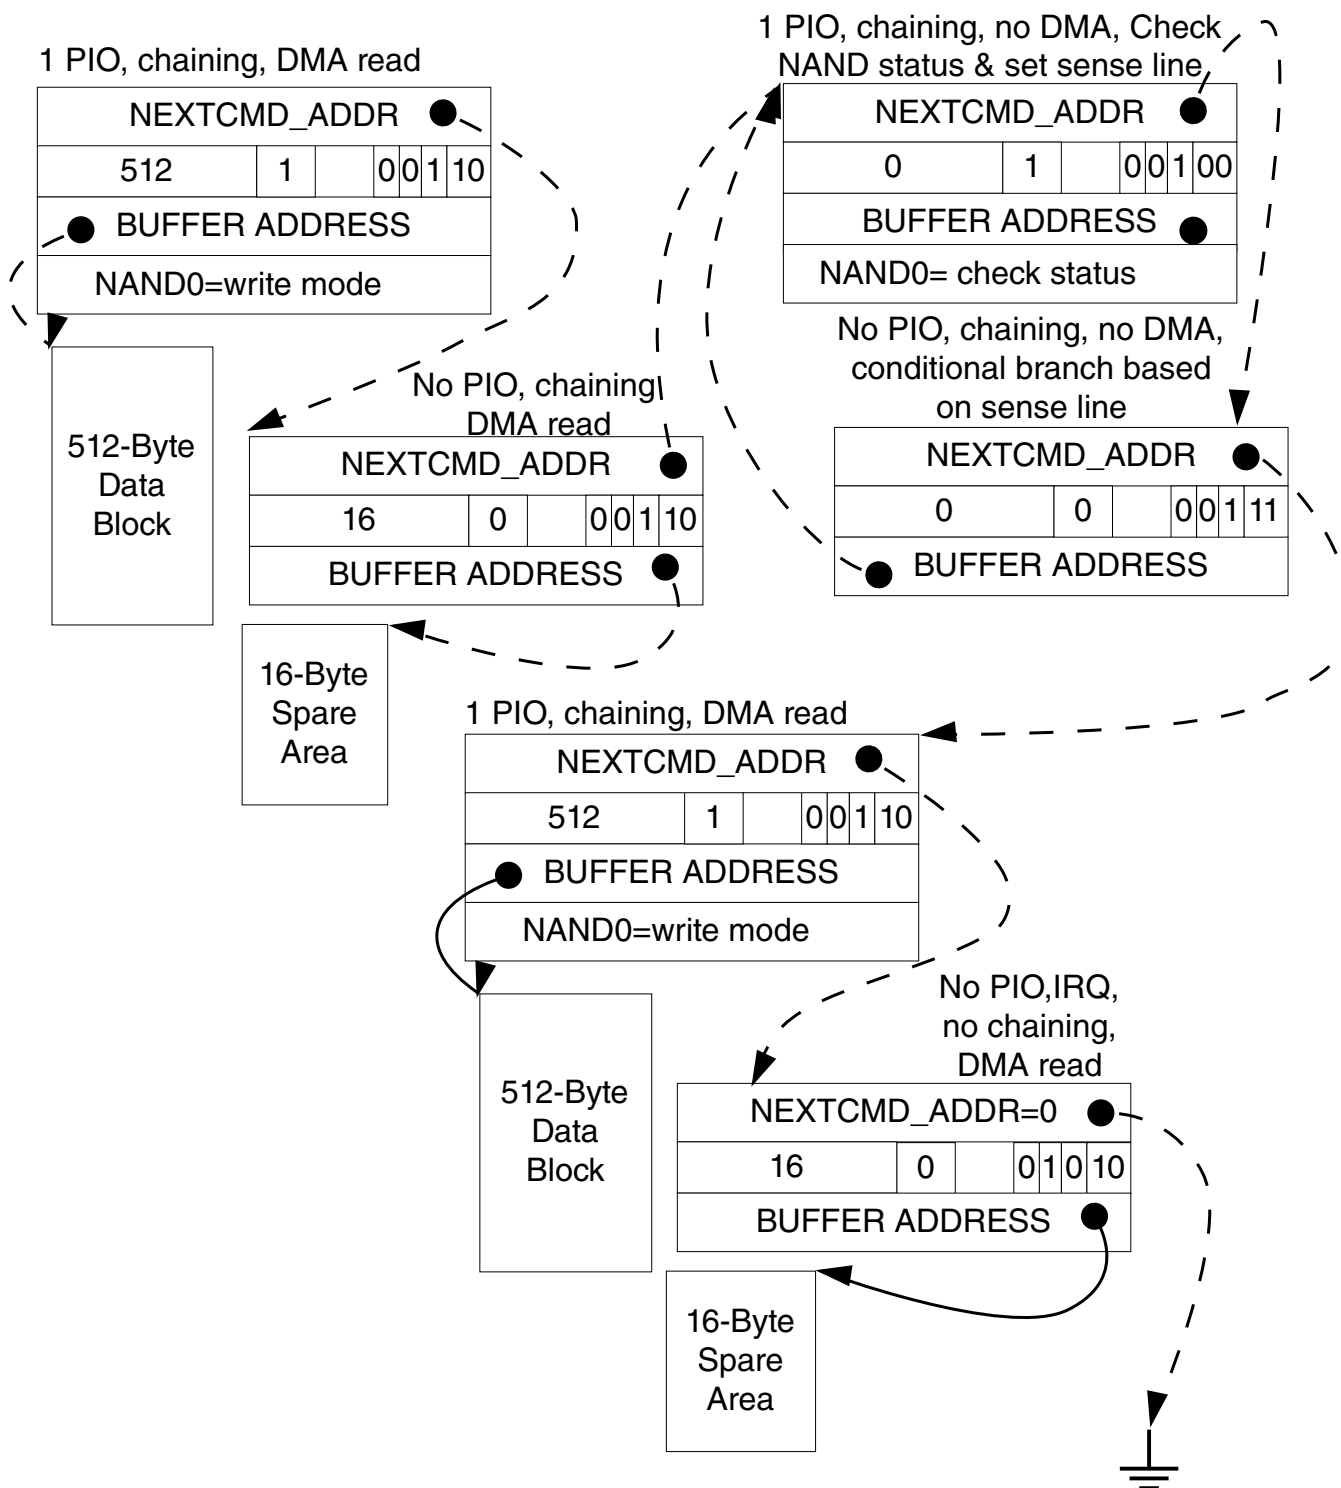 1 PIO, chaining, DMA read
NEXTCMD_ADDR
512 1 0 0 1 10
BUFFER ADDRESS
NAND0=write mode
512-Byte
Data
Block
No PIO, chaining
DMA read
NEXTCMD_ADDR
16 0 0 0 1 10
BUFFER ADDRESS
16-Byte
Spare
Area
1 PIO, chaining, no DMA, Check
NAND status & set sense line
NEXTCMD_ADDR
0 1 0 0 1 00
BUFFER ADDRESS
NAND0= check status
No PIO, chaining, no DMA,
conditional branch based
on sense line
NEXTCMD_ADDR
0 0 0 0 1 11
BUFFER ADDRESS
1 PIO, chaining, DMA read
NEXTCMD_ADDR
512 1 0 0 1 10
BUFFER ADDRESS
NAND0=write mode
512-Byte
Data
Block
No PIO,IRQ,
no chaining,
DMA read
NEXTCMD_ADDR=0
16 0 0 1 0 10
BUFFER ADDRESS
16-Byte
Spare
Area